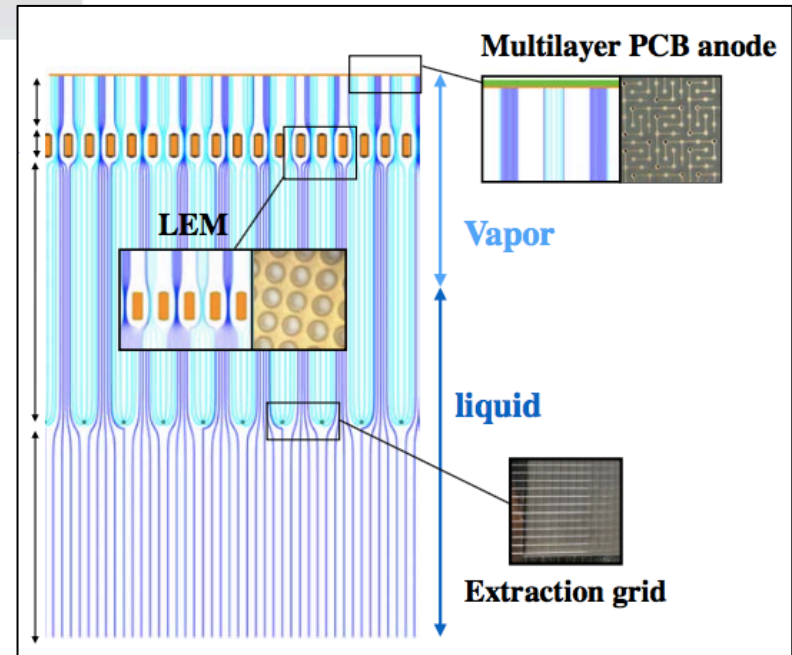 Multilayer PCB anode
LEM
Vapor
liquid
Extraction grid